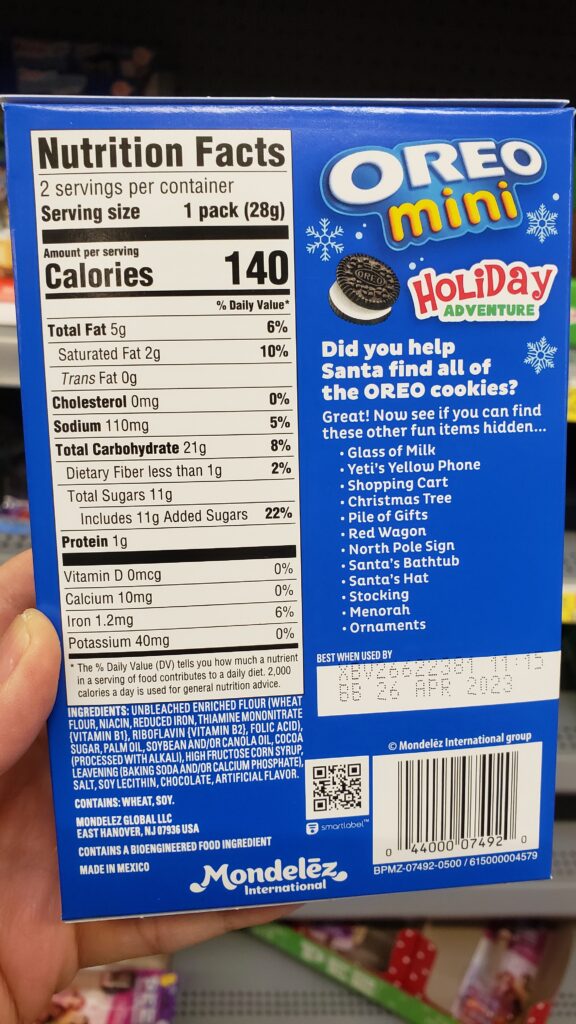 Nutrition Facts
2 servings per container
Serving size 1 pack (28g)
Amount per serving
Calories 140
% Daily Value*
Total Fat 5g 6%
Saturated Fat 2g 10%
Trans Fat 0g
Cholesterol 0mg 0%
Sodium 110mg 5%
Total Carbohydrate 21g 8%
Dietary Fiber less than 1g 2%
Total Sugars 11g
Includes 11g Added Sugars 22%
Protein 1g
Vitamin D 0mcg 0%
Calcium 10mg 0%
Iron 1.2mg 6%
Potassium 40mg 0%
* The % Daily Value (DV) tells you how much a nutrient
in a serving of food contributes to a daily diet. 2,000
calories a day is used for general nutrition advice.
INGREDIENTS: UNBLEACHED ENRICHED FLOUR (WHEAT
FLOUR, NIACIN, REDUCED IRON, THIAMINE MONONITRATE
{VITAMIN B1}, RIBOFLAVIN {VITAMIN B2}, FOLIC ACID),
SUGAR, PALM OIL, SOYBEAN AND/OR CANOLA OIL, COCOA
(PROCESSED WITH ALKALI), HIGH FRUCTOSE CORN SYRUP,
LEAVENING (BAKING SODA AND/OR CALCIUM PHOSPHATE),
SALT, SOY LECITHIN, CHOCOLATE, ARTIFICIAL FLAVOR.
CONTAINS: WHEAT, SOY.
MONDELĒZ GLOBAL LLC
EAST HANOVER, NJ 07936 USA
CONTAINS A BIOENGINEERED FOOD INGREDIENT
MADE IN MEXICO
Mondelēz
International
OREO
mini
OREO
HOLiDay
ADVENTURE
Did you help
Santa find all of
the OREO cookies?
Great! Now see if you can find
these other fun items hidden...
• Glass of Milk
• Yeti's Yellow Phone
• Shopping Cart
• Christmas Tree
• Pile of Gifts
• Red Wagon
• North Pole Sign
• Santa's Bathtub
• Santa's Hat
• Stocking
• Menorah
• Ornaments
BEST WHEN USED BY
11:15
BB 26 APR 2023
© Mondelēz International group
smartlabel™
0 44000 07492 0
BPMZ-07492-0500 / 615000004579